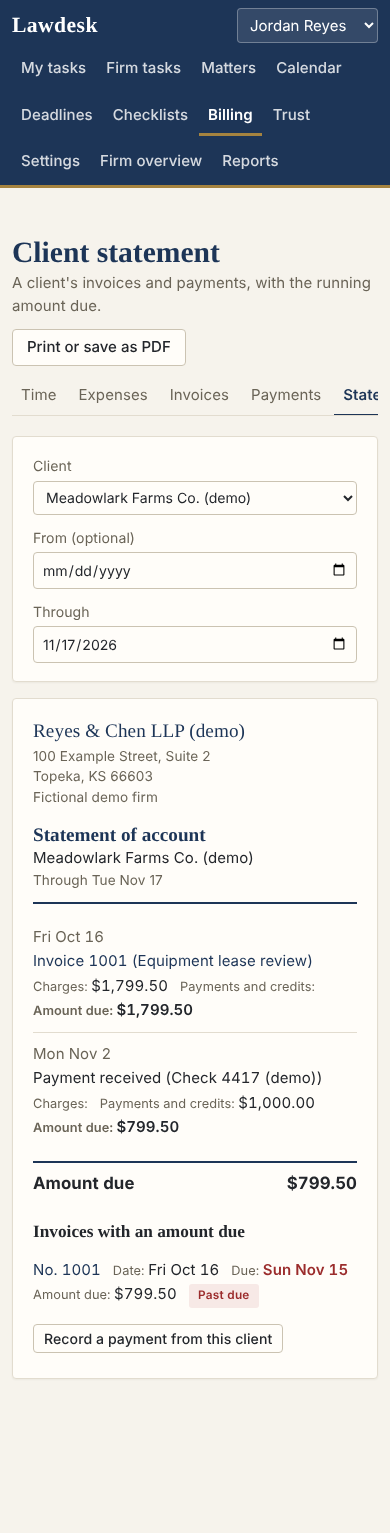 Lawdesk
Jordan Reyes
My tasks Firm tasks Matters Calendar
Deadlines Checklists Billing Trust
Settings Firm overview Reports
Client statement
A client's invoices and payments, with the running
amount due.
Print or save as PDF
Time Expenses Invoices Payments State
Client
Meadowlark Farms Co. (demo)
From (optional)
mm/dd/yyyy
Through
11/17/2026
Reyes & Chen LLP (demo)
100 Example Street, Suite 2
Topeka, KS 66603
Fictional demo firm
Statement of account
Meadowlark Farms Co. (demo)
Through Tue Nov 17
Fri Oct 16
Invoice 1001 (Equipment lease review)
Charges: $1,799.50 Payments and credits:
Amount due: $1,799.50
Mon Nov 2
Payment received (Check 4417 (demo))
Charges: Payments and credits: $1,000.00
Amount due: $799.50
Amount due $799.50
Invoices with an amount due
No. 1001 Date: Fri Oct 16 Due: Sun Nov 15
Amount due: $799.50 Past due
Record a payment from this client